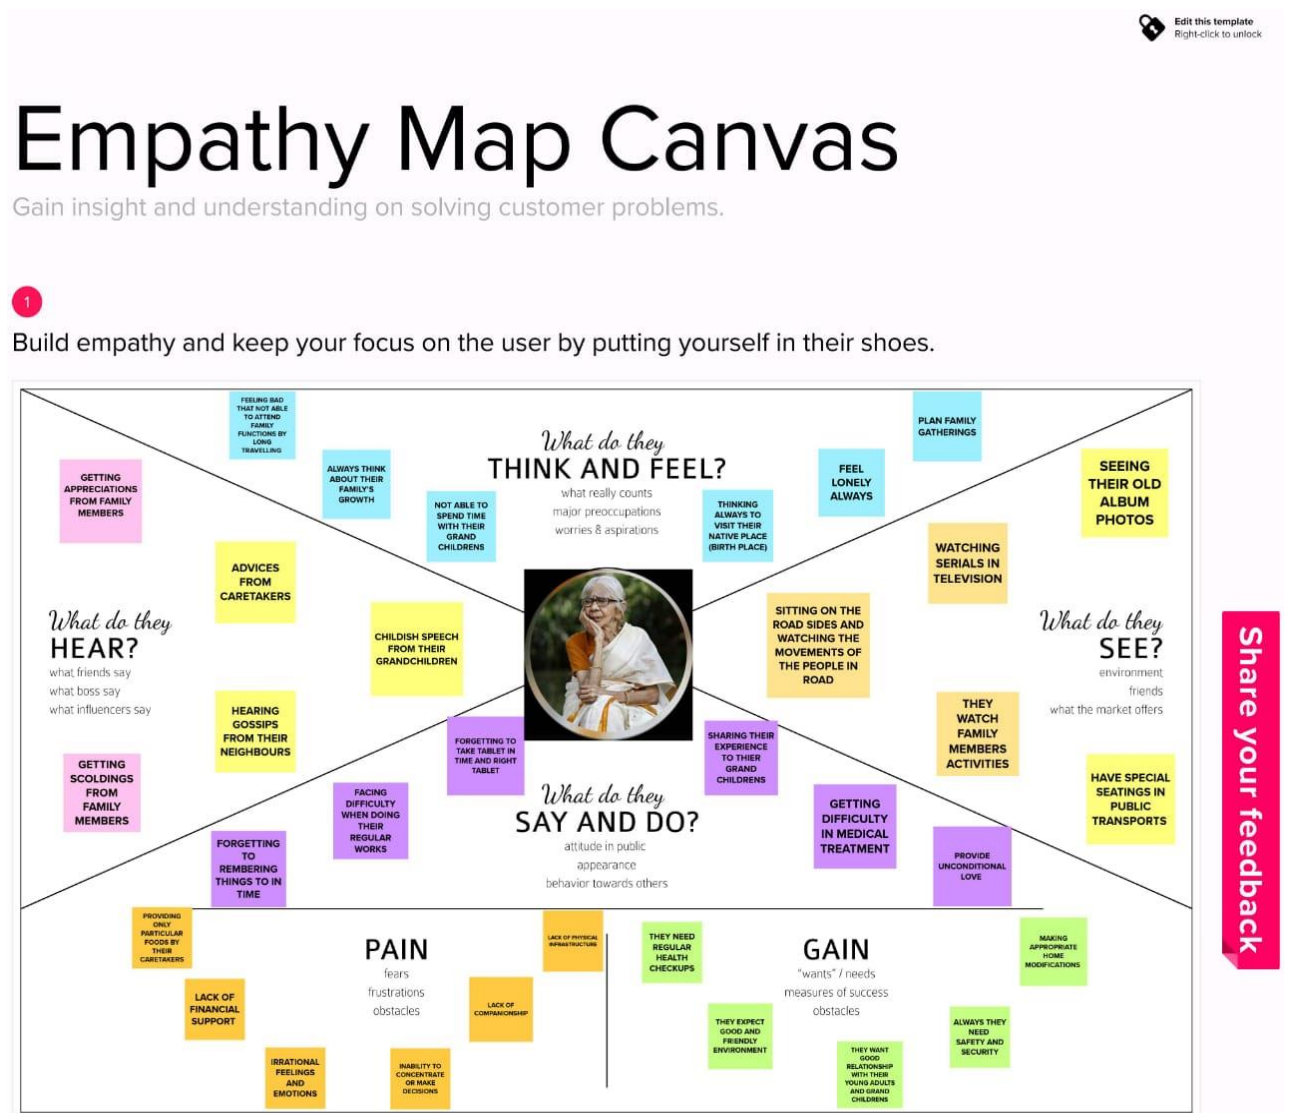 Edit this template
Right-click to unlock
Empathy Map Canvas
Gain insight and understanding on solving customer problems.
1
Build empathy and keep your focus on the user by putting yourself in their shoes.
What do they
THINK AND FEEL?
what really counts
major preoccupations
worries & aspirations
FEELING BAD
THAT NOT ABLE
TO ATTEND
FAMILY
FUNCTIONS BY
LONG
TRAVELLING
ALWAYS THINK
ABOUT THEIR
FAMILY'S
GROWTH
NOT ABLE TO
SPEND TIME
WITH THEIR
GRAND
CHILDRENS
THINKING
ALWAYS TO
VISIT THEIR
NATIVE PLACE
(BIRTH PLACE)
FEEL
LONELY
ALWAYS
PLAN FAMILY
GATHERINGS
What do they
HEAR?
what friends say
what boss say
what influencers say
GETTING
APPRECIATIONS
FROM FAMILY
MEMBERS
ADVICES
FROM
CARETAKERS
CHILDISH SPEECH
FROM THEIR
GRANDCHILDREN
HEARING
GOSSIPS
FROM THEIR
NEIGHBOURS
GETTING
SCOLDINGS
FROM
FAMILY
MEMBERS
What do they
SEE?
environment
friends
what the market offers
SEEING
THEIR OLD
ALBUM
PHOTOS
WATCHING
SERIALS IN
TELEVISION
SITTING ON THE
ROAD SIDES AND
WATCHING THE
MOVEMENTS OF
THE PEOPLE IN
ROAD
THEY
WATCH
FAMILY
MEMBERS
ACTIVITIES
HAVE SPECIAL
SEATINGS IN
PUBLIC
TRANSPORTS
What do they
SAY AND DO?
attitude in public
appearance
behavior towards others
FORGETTING TO
TAKE TABLET IN
TIME AND RIGHT
TABLET
FACING
DIFFICULTY
WHEN DOING
THEIR
REGULAR
WORKS
FORGETTING
TO
REMBERING
THINGS TO IN
TIME
SHARING THEIR
EXPERIENCE
TO THIER
GRAND
CHILDRENS
GETTING
DIFFICULTY
IN MEDICAL
TREATMENT
PROVIDE
UNCONDITIONAL
LOVE
PAIN
fears
frustrations
obstacles
PROVIDING
ONLY
PARTICULAR
FOODS BY
THEIR
CARETAKERS
LACK OF
FINANCIAL
SUPPORT
IRRATIONAL
FEELINGS
AND
EMOTIONS
INABILITY TO
CONCENTRATE
OR MAKE
DECISIONS
LACK OF
COMPANIONSHIP
LACK OF PHYSICAL
INFRASTRUCTURE
GAIN
"wants" / needs
measures of success
obstacles
THEY NEED
REGULAR
HEALTH
CHECKUPS
THEY EXPECT
GOOD AND
FRIENDLY
ENVIRONMENT
THEY WANT
GOOD
RELATIONSHIP
WITH THEIR
YOUNG ADULTS
AND GRAND
CHILDRENS
ALWAYS THEY
NEED
SAFETY AND
SECURITY
MAKING
APPROPRIATE
HOME
MODIFICATIONS
Share your feedback